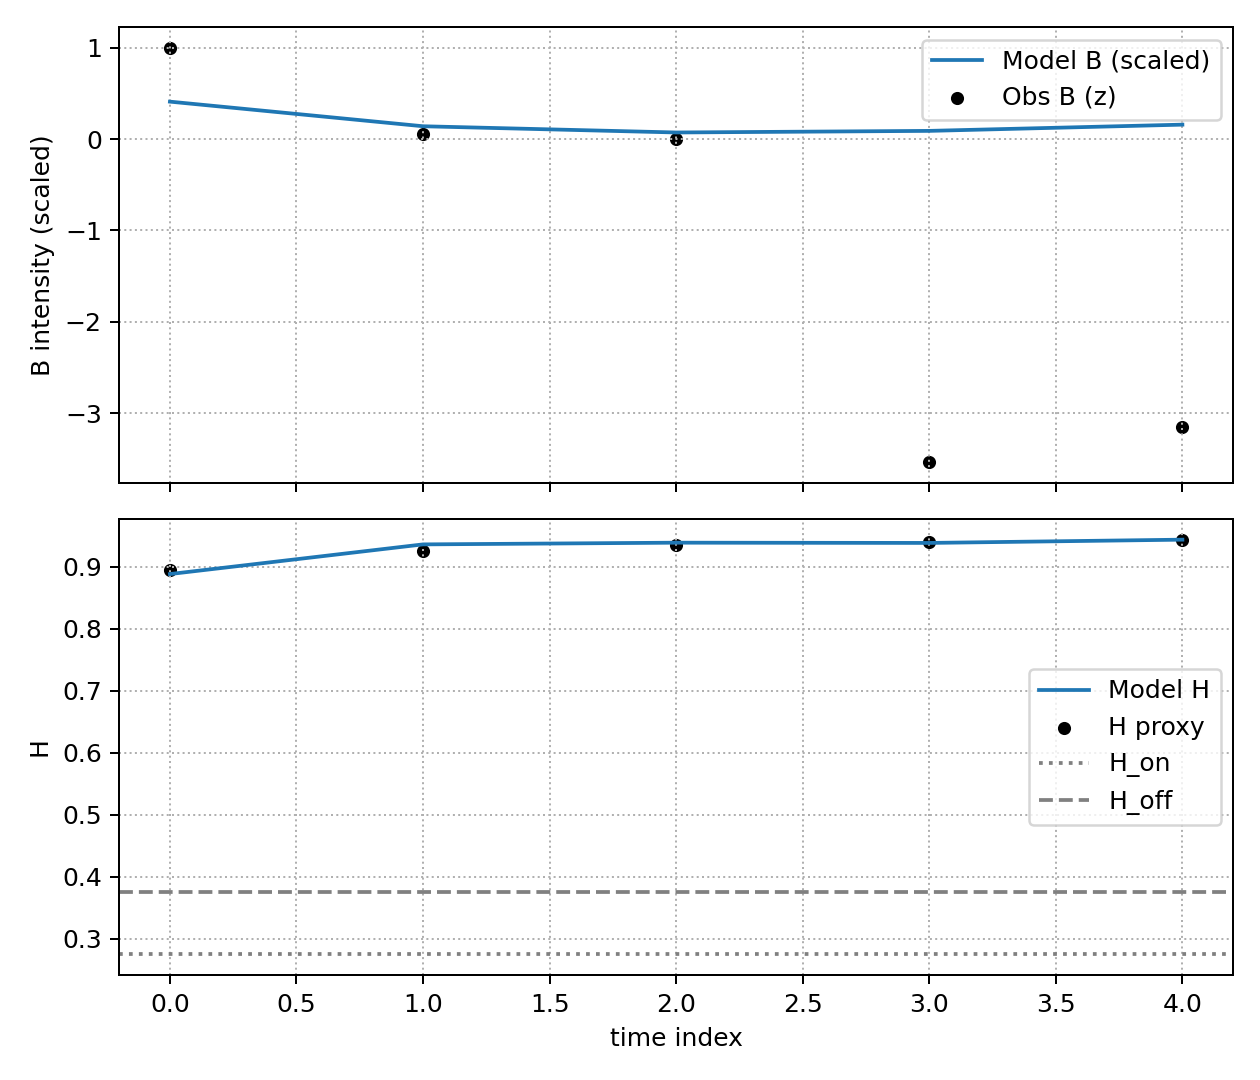 B intensity (scaled)
1
0
−1
−2
−3
Model B (scaled)
Obs B (z)
H
0.9
0.8
0.7
0.6
0.5
0.4
0.3
Model H
H proxy
H_on
H_off
0.0 0.5 1.0 1.5 2.0 2.5 3.0 3.5 4.0
time index